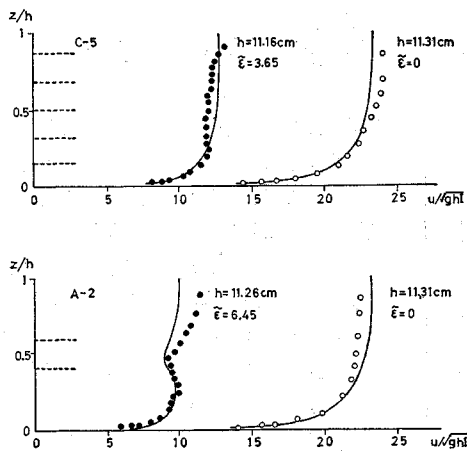 z/h
C-5
h=11.16cm
ε̃=3.65
h=11.31cm
ε̃=0
1
0.5
0
0 5 10 15 20 25 u/√ghI
z/h
A-2
h=11.26cm
ε̃=6.45
h=11.31cm
ε̃=0
1
0.5
0
0 5 10 15 20 25 u/√ghI